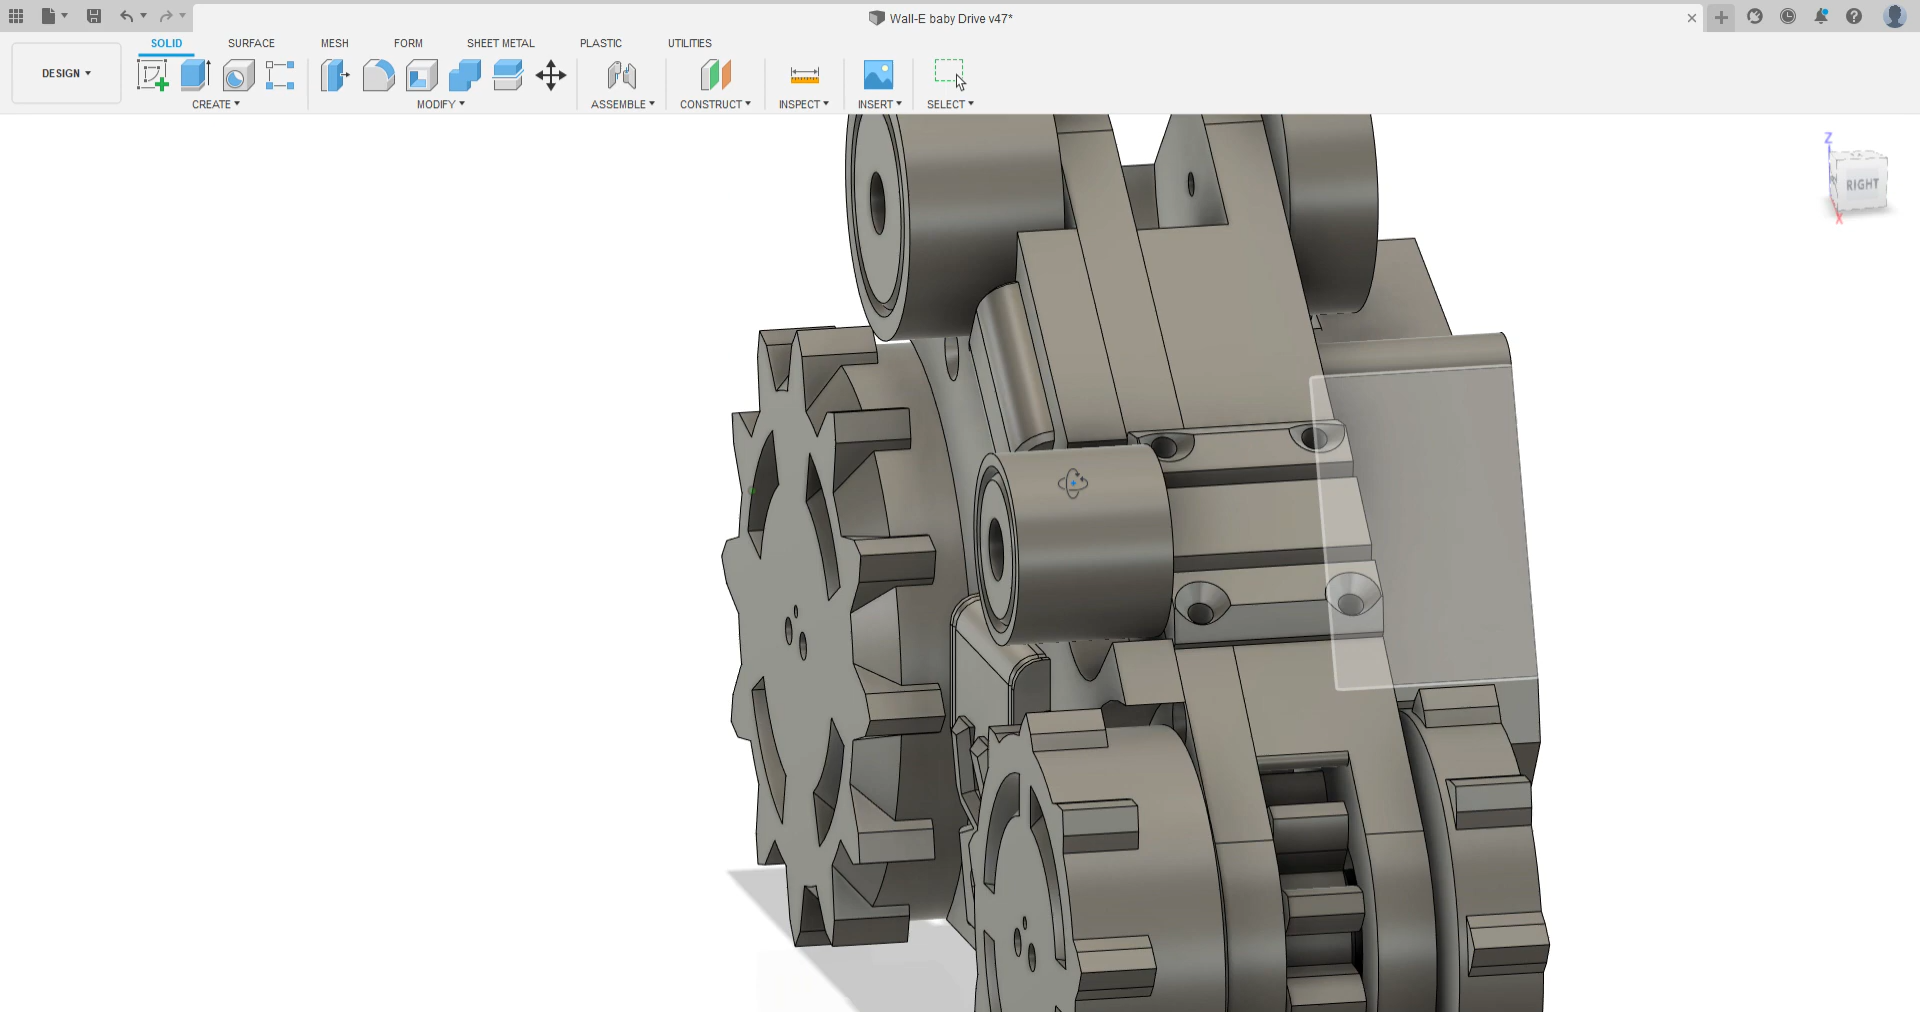 Wall-E baby Drive v47*
SOLID SURFACE MESH FORM SHEET METAL PLASTIC UTILITIES
DESIGN
CREATE MODIFY ASSEMBLE CONSTRUCT INSPECT INSERT SELECT
Z
RIGHT
X